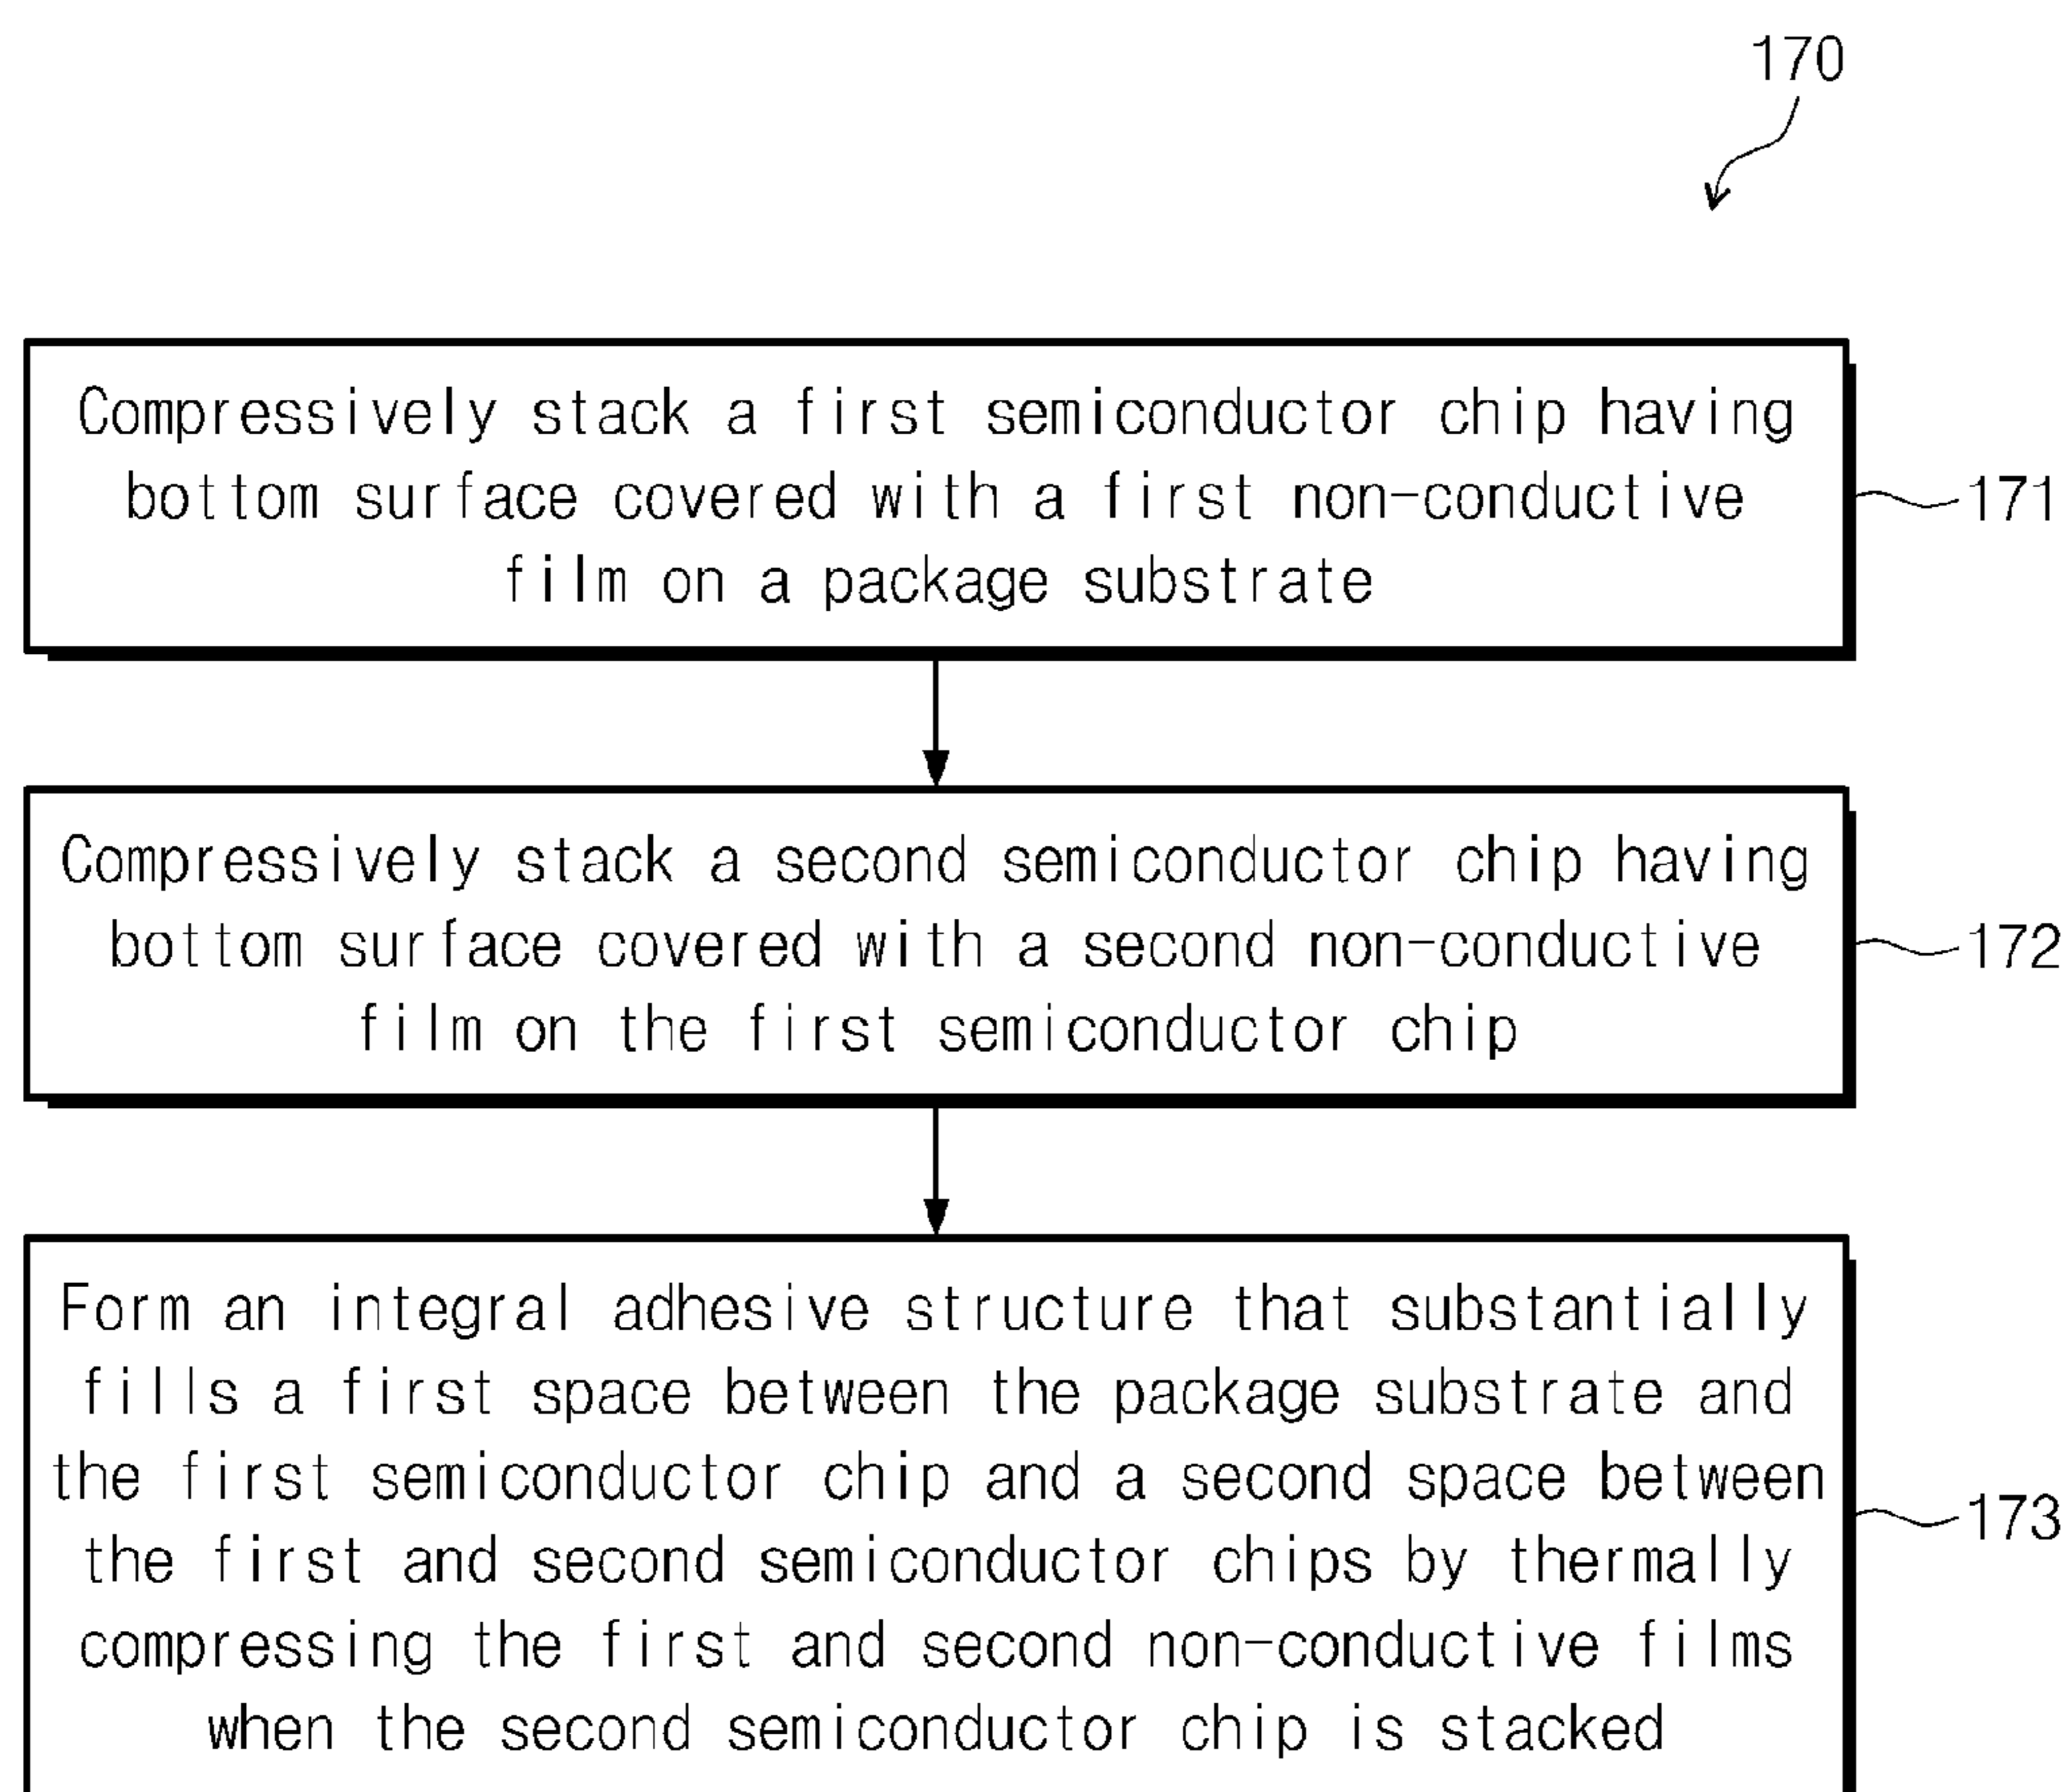 170
Compressively stack a first semiconductor chip having
bottom surface covered with a first non-conductive
film on a package substrate
171
Compressively stack a second semiconductor chip having
bottom surface covered with a second non-conductive
film on the first semiconductor chip
172
Form an integral adhesive structure that substantially
fills a first space between the package substrate and
the first semiconductor chip and a second space between
the first and second semiconductor chips by thermally
compressing the first and second non-conductive films
when the second semiconductor chip is stacked
173